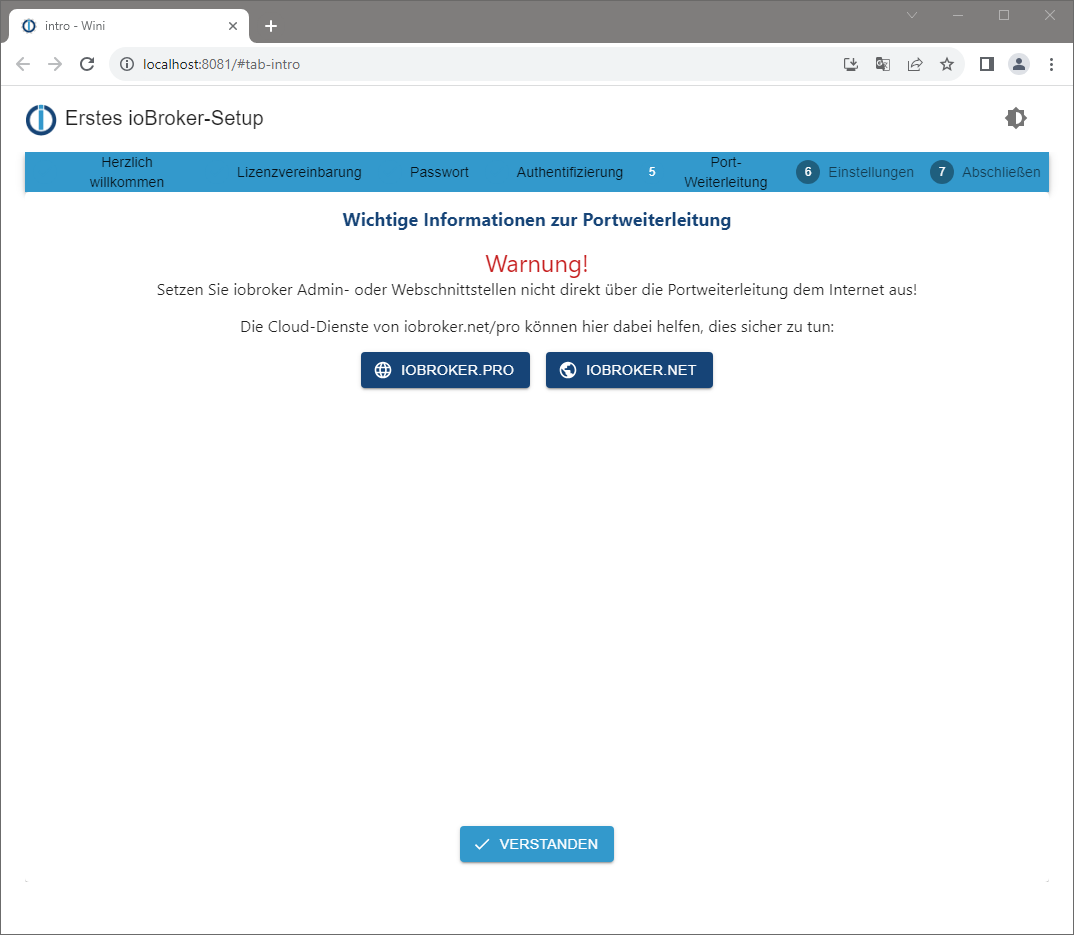 intro - Wini
localhost:8081/#tab-intro
Erstes ioBroker-Setup
Herzlich
willkommen
Lizenzvereinbarung
Passwort
Authentifizierung
5
Port-
Weiterleitung
6 Einstellungen
7 Abschließen
Wichtige Informationen zur Portweiterleitung
Warnung!
Setzen Sie iobroker Admin- oder Webschnittstellen nicht direkt über die Portweiterleitung dem Internet aus!
Die Cloud-Dienste von iobroker.net/pro können hier dabei helfen, dies sicher zu tun:
IOBROKER.PRO
IOBROKER.NET
VERSTANDEN